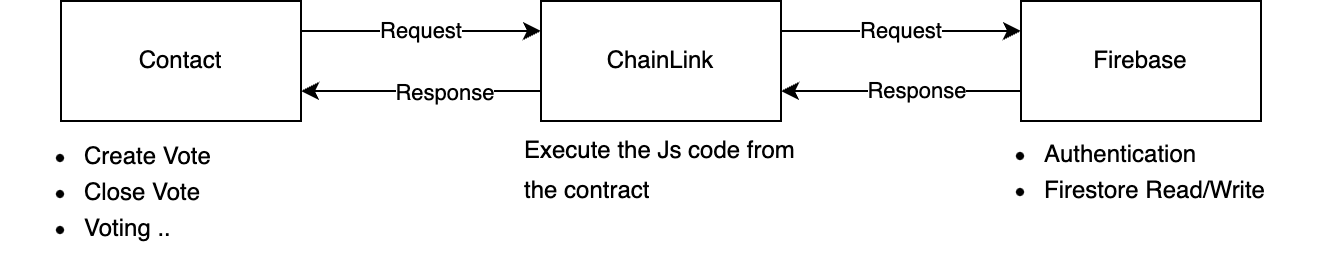 Contact
Request
Response
ChainLink
Request
Response
Firebase
• Create Vote
• Close Vote
• Voting ..
Execute the Js code from
the contract
• Authentication
• Firestore Read/Write